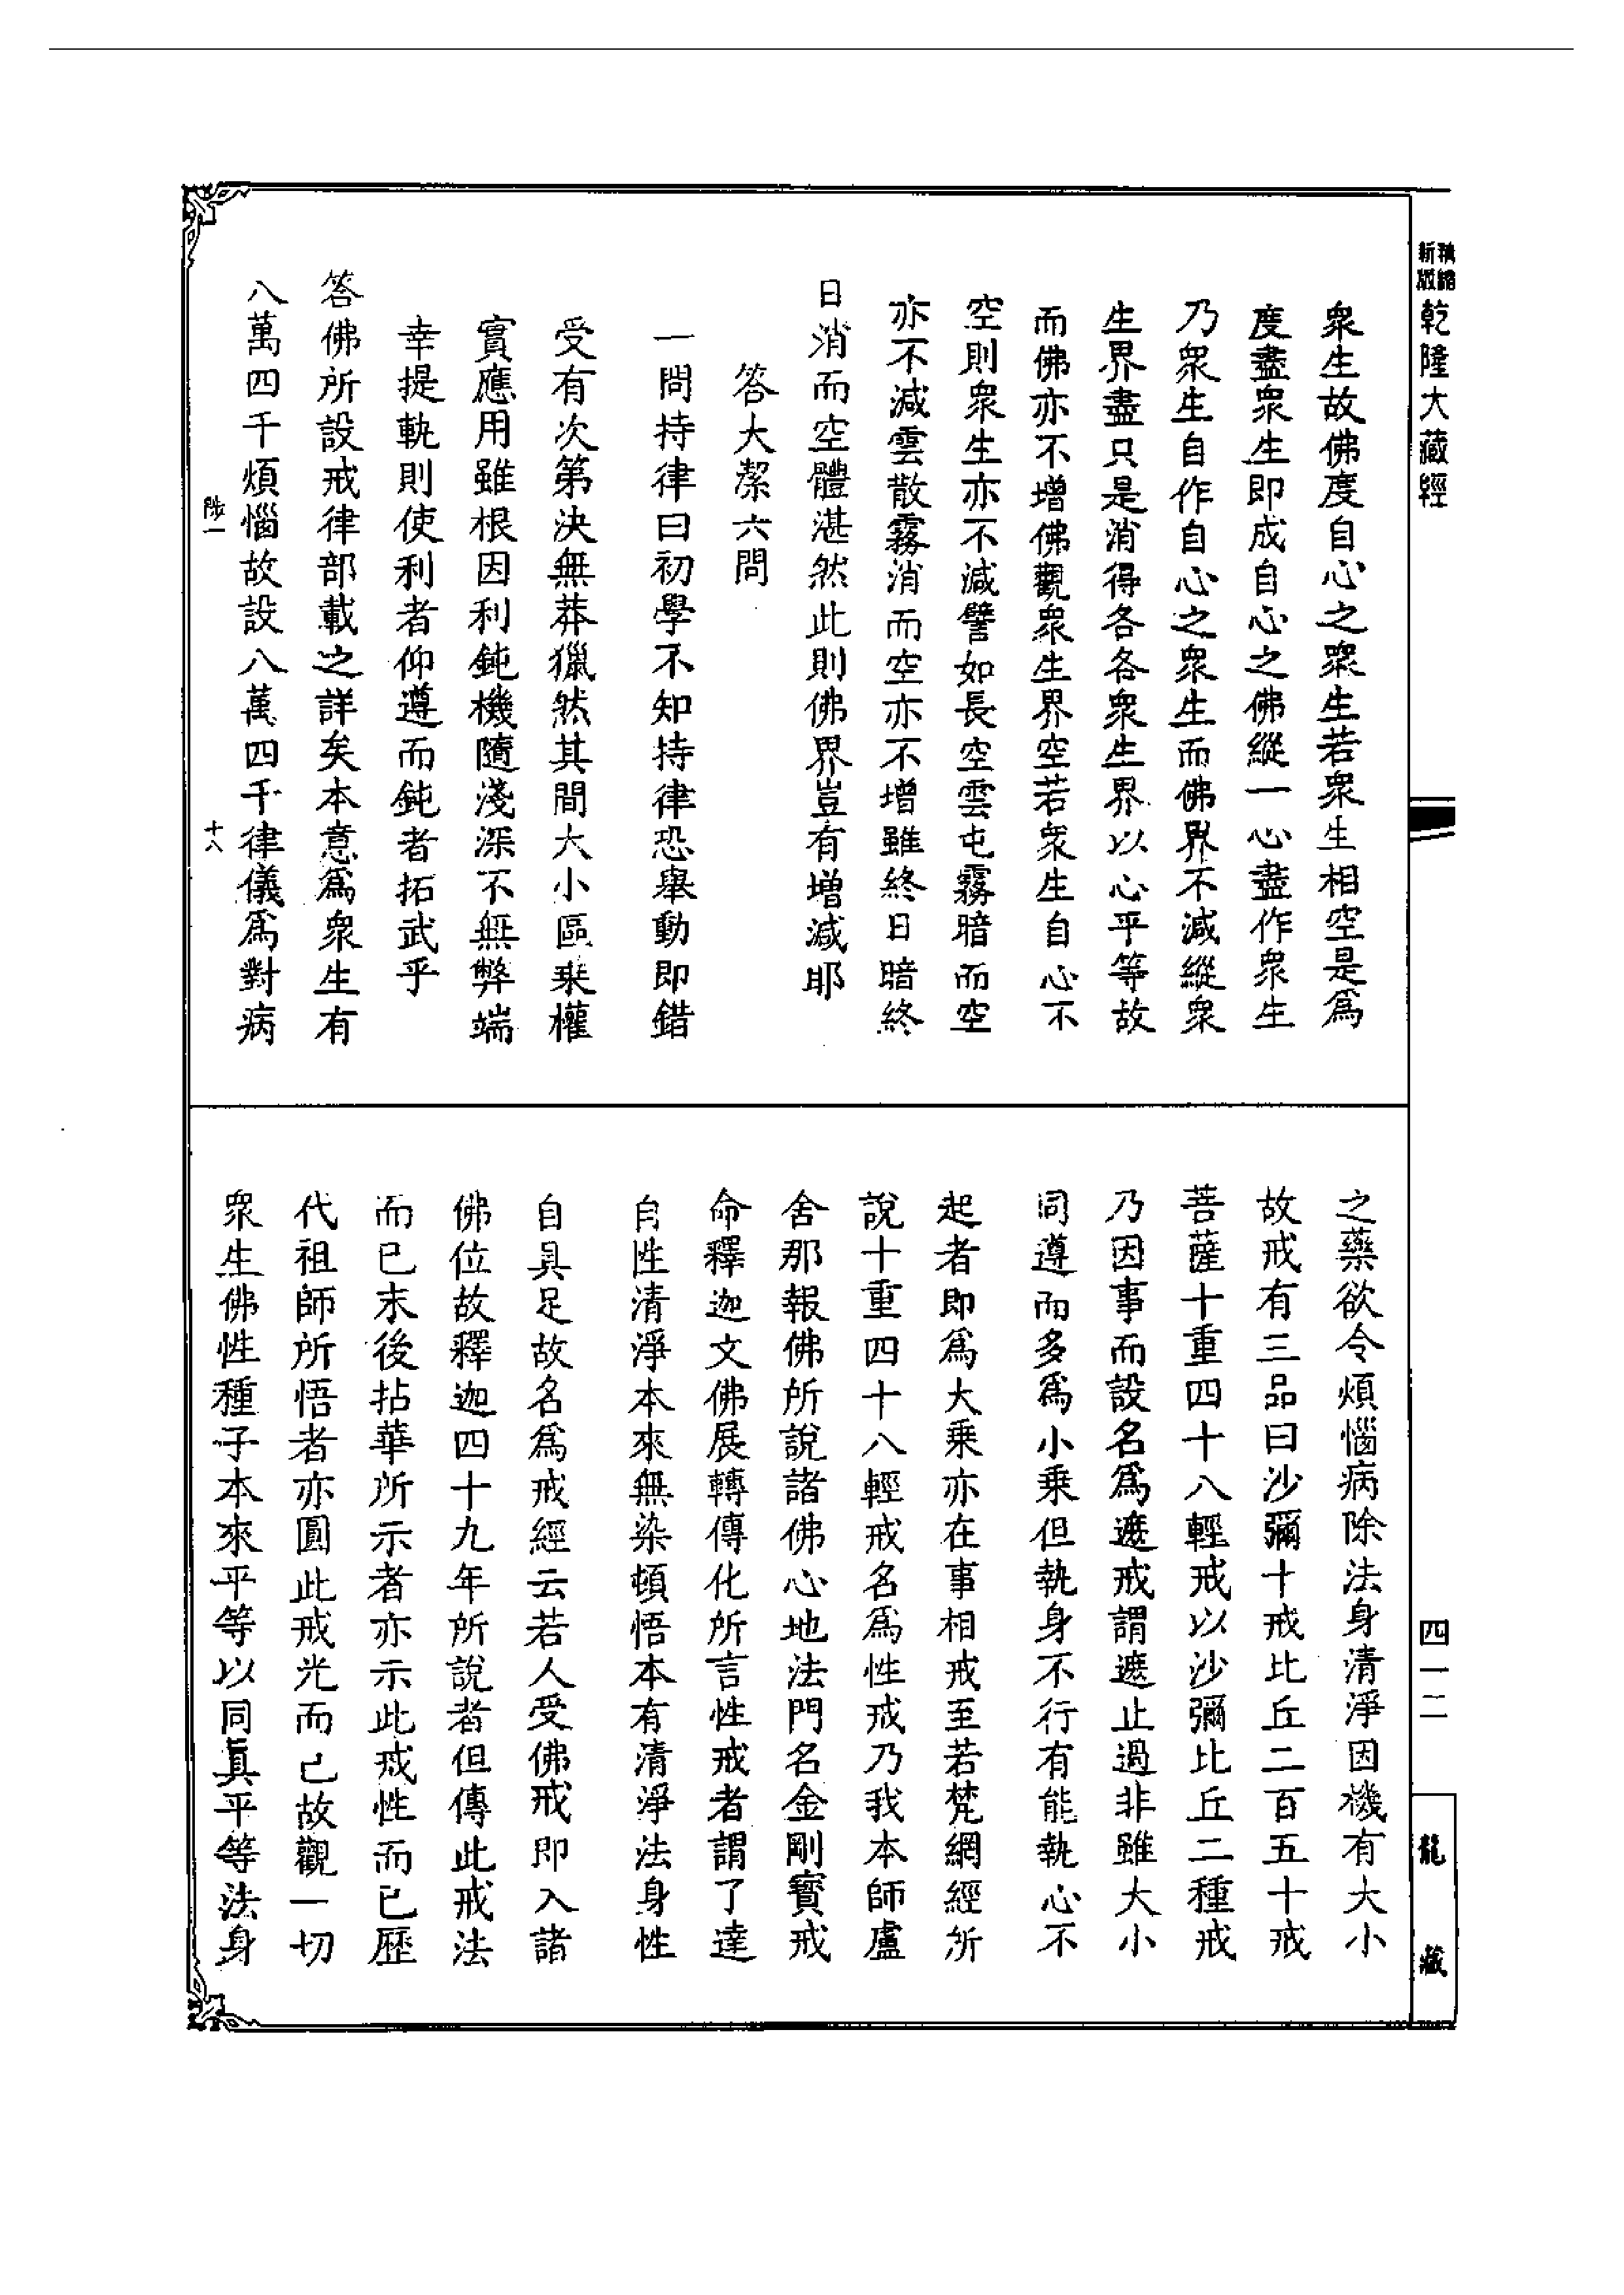 新版精縮乾隆大藏經
衆生故佛度自心之衆生若衆生相空是爲
度盡衆生即成自心之佛縱一心盡作衆生
乃衆生自作自心之衆生而佛界不減縱衆
生界盡只是消得各各衆生界以心平等故
而佛亦不增佛觀衆生界空若衆生自心不
空則衆生亦不減譬如長空雲屯霧暗而空
亦不減雲散霧消而空亦不增雖終日暗終
日消而空體湛然此則佛界豈有增減耶
答大潔六問
一問持律曰初學不知持律恐舉動即錯
受有次第決無莽獵然其間大小區乘權
實應用雖根因利鈍機隨淺深不無弊端
幸提軌則使利者仰遵而鈍者拓武乎
答佛所設戒律部載之詳矣本意爲衆生有
八萬四千煩惱故設八萬四千律儀爲對病
陟一
十八
之藥欲令煩惱病除法身清淨因機有大小
故戒有三品曰沙彌十戒比丘二百五十戒
菩薩十重四十八輕戒以沙彌比丘二種戒
乃因事而設名爲遮戒謂遮止過非雖大小
同遵而多爲小乘但執身不行有能執心不
起者即爲大乘亦在事相戒至若梵網經所
說十重四十八輕戒名爲性戒乃我本師盧
舍那報佛所說諸佛心地法門名金剛寶戒
命釋迦文佛展轉傳化所言性戒者謂了達
自性清淨本來無染頓悟本有清淨法身性
自具足故名爲戒經云若人受佛戒即入諸
佛位故釋迦四十九年所說者但傳此戒法
而已末後拈華所示者亦示此戒性而已歷
代祖師所悟者亦圓此戒光而已故觀一切
衆生佛性種子本來平等以同眞平等法身
四一二
龍藏